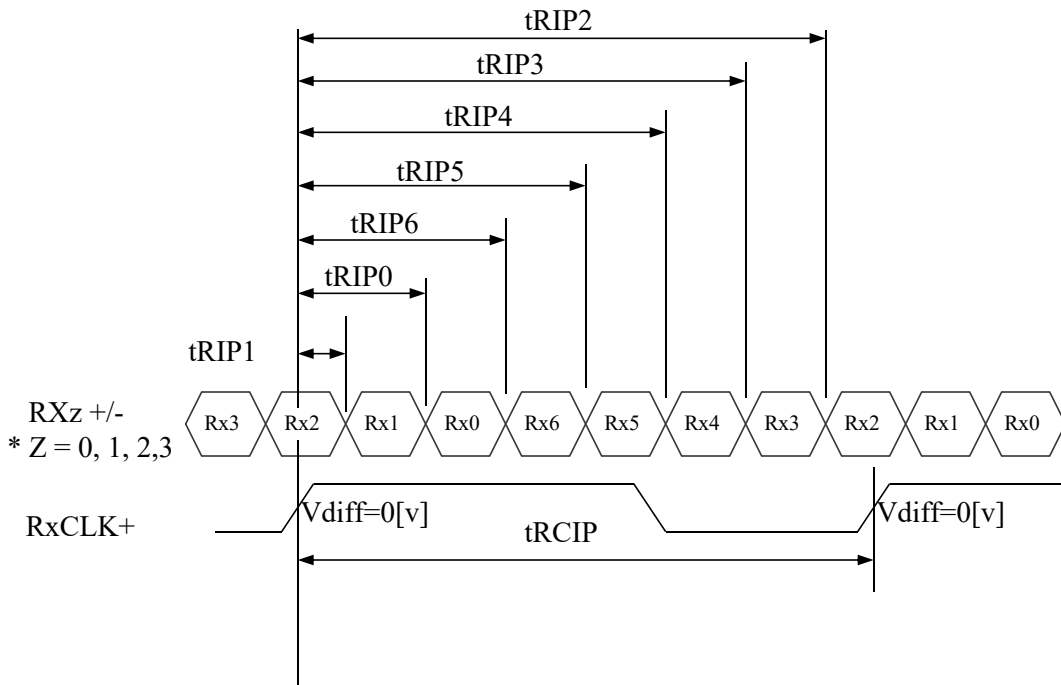 tRIP2
tRIP3
tRIP4
tRIP5
tRIP6
tRIP0
tRIP1
RXz +/-
* Z = 0, 1, 2,3
Rx3 Rx2 Rx1 Rx0 Rx6 Rx5 Rx4 Rx3 Rx2 Rx1 Rx0
RxCLK+
Vdiff=0[v] Vdiff=0[v]
tRCIP